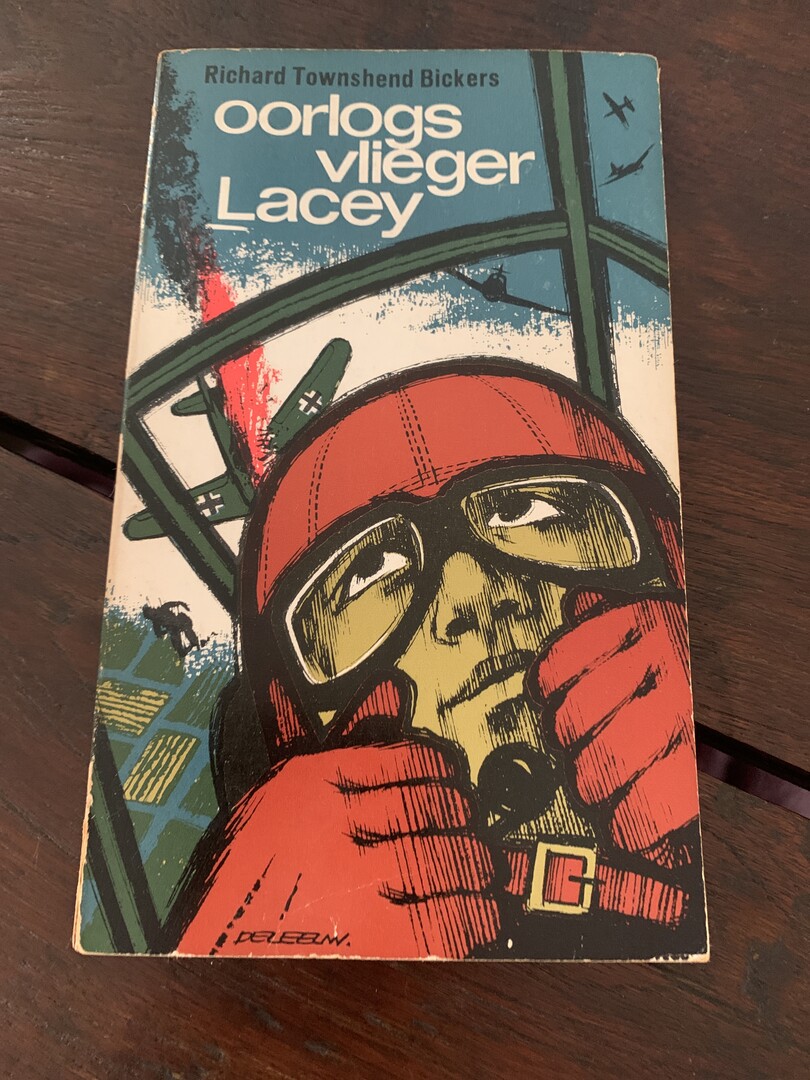 Richard Townshend Bickers
oorlogs
vlieger
Lacey
DELEEUW.